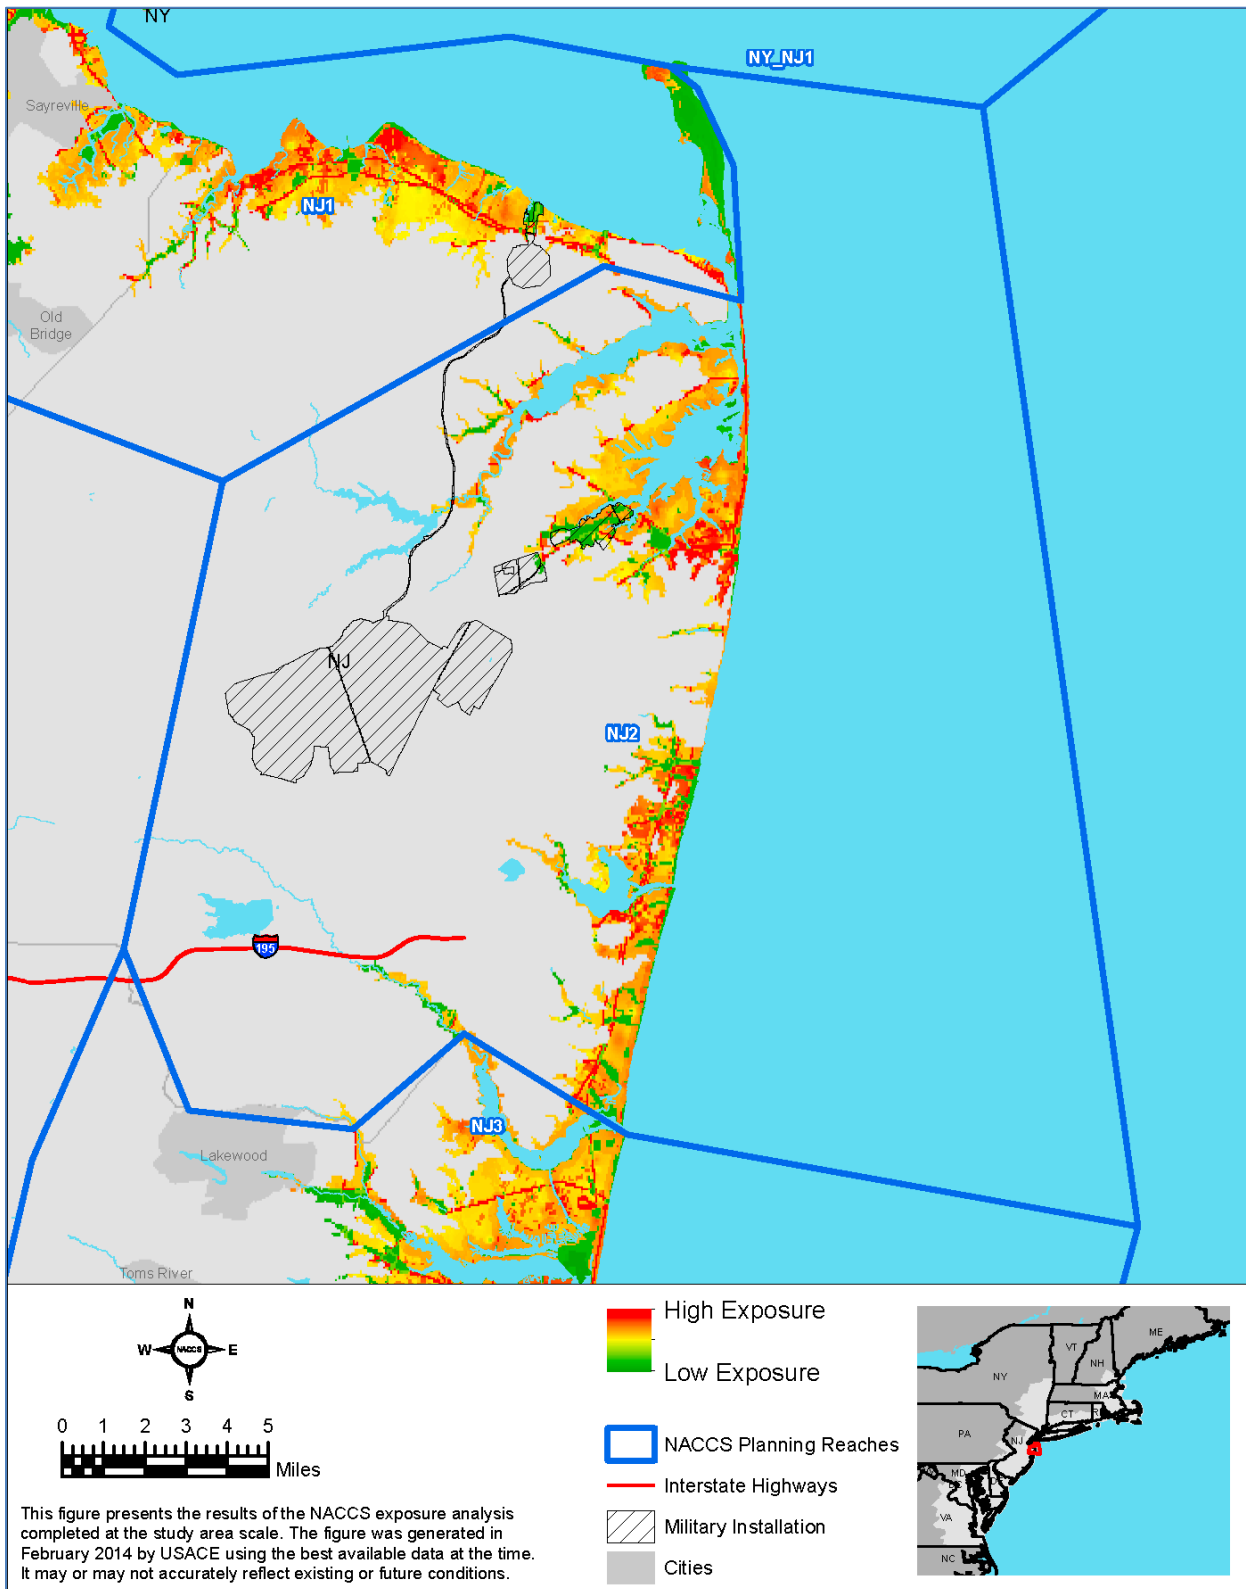 NY
NY_NJ1
Sayreville
NJ1
Old
Bridge
NJ
NJ2
195
NJ3
Lakewood
Toms River
N
W NACCS E
S
0 1 2 3 4 5
Miles
This figure presents the results of the NACCS exposure analysis
completed at the study area scale. The figure was generated in
February 2014 by USACE using the best available data at the time.
It may or may not accurately reflect existing or future conditions.
High Exposure
Low Exposure
NACCS Planning Reaches
Interstate Highways
Military Installation
Cities
ME
VT
NH
NY
MA
CT
PA
NJ
MD
VA
NC